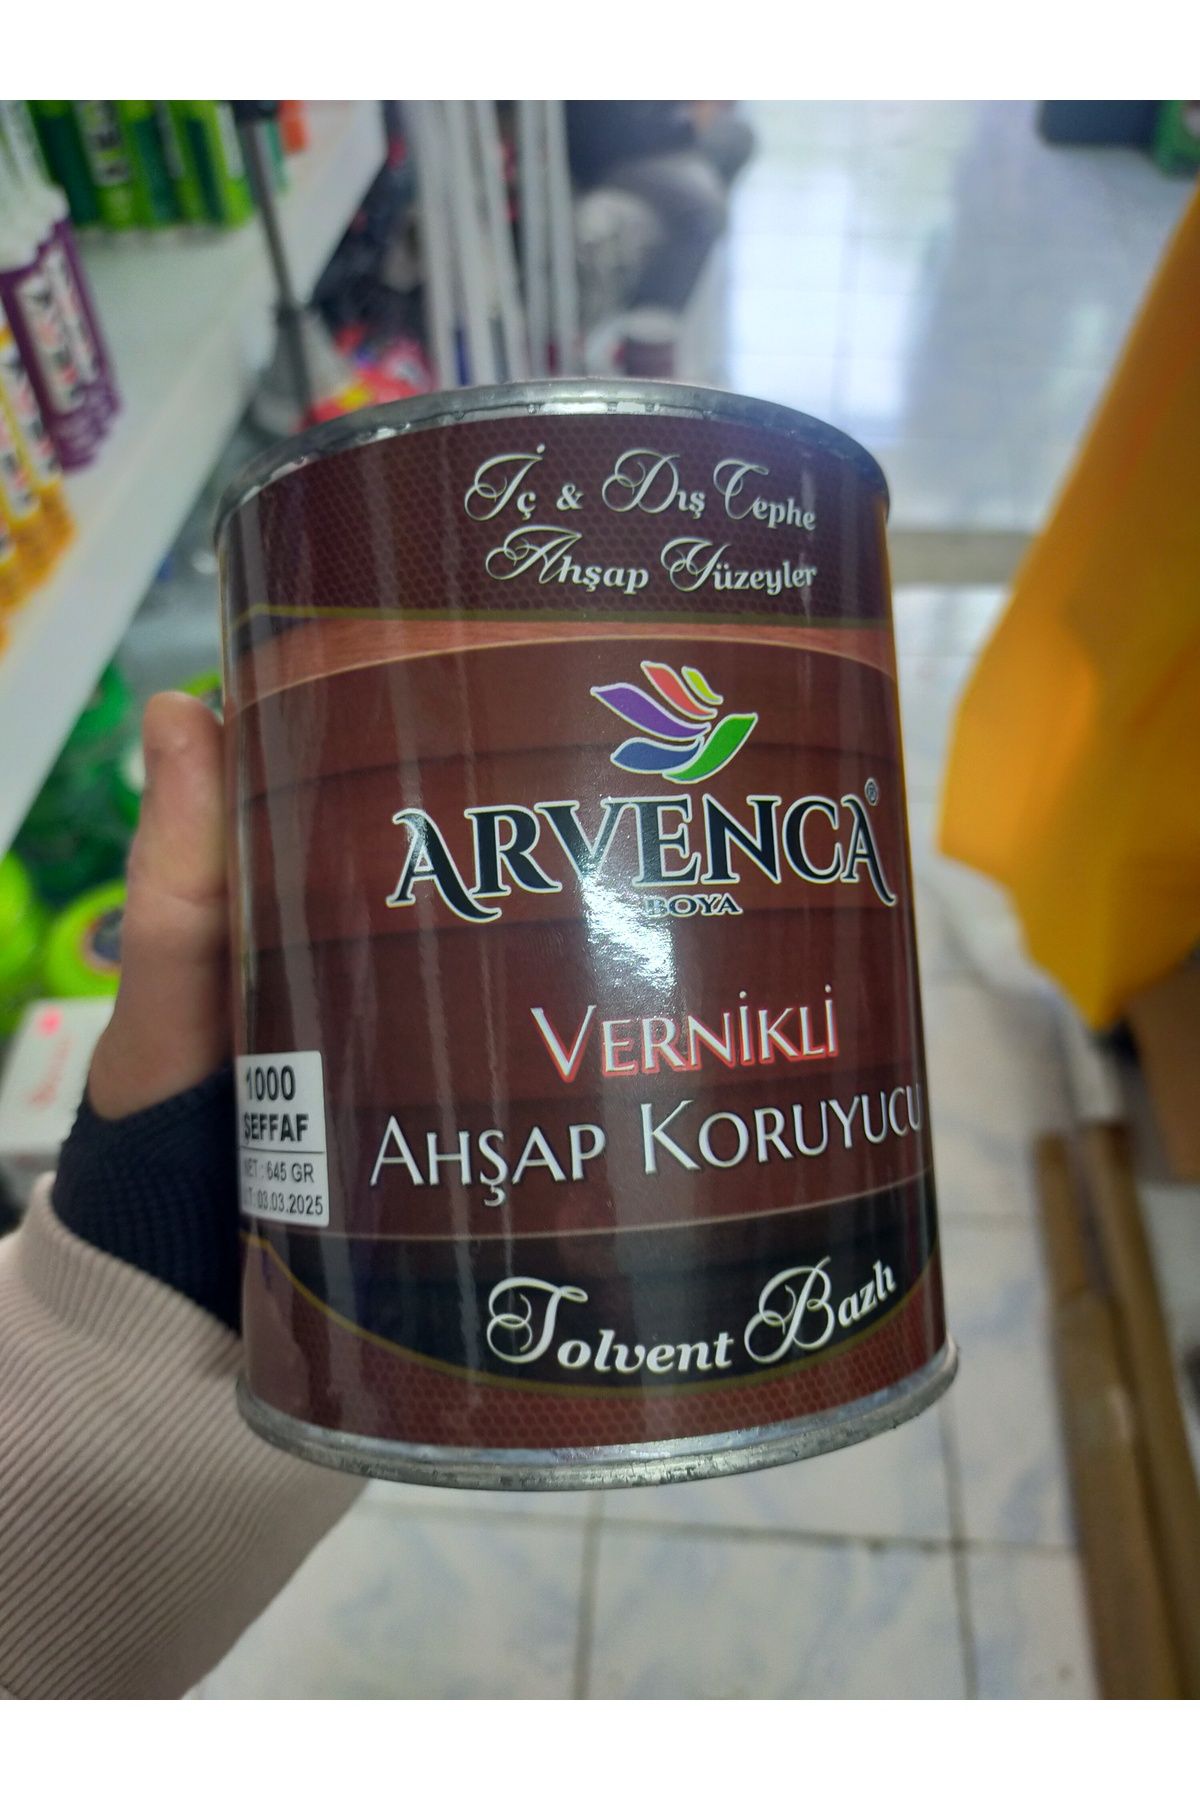 İç & Dış Cephe
Ahşap Yüzeyler
ARVENCA®
BOYA
VERNİKLİ
AHŞAP KORUYUCU
1000
ŞEFFAF
NET : 645 GR
03.03.2025
Solvent Bazlı